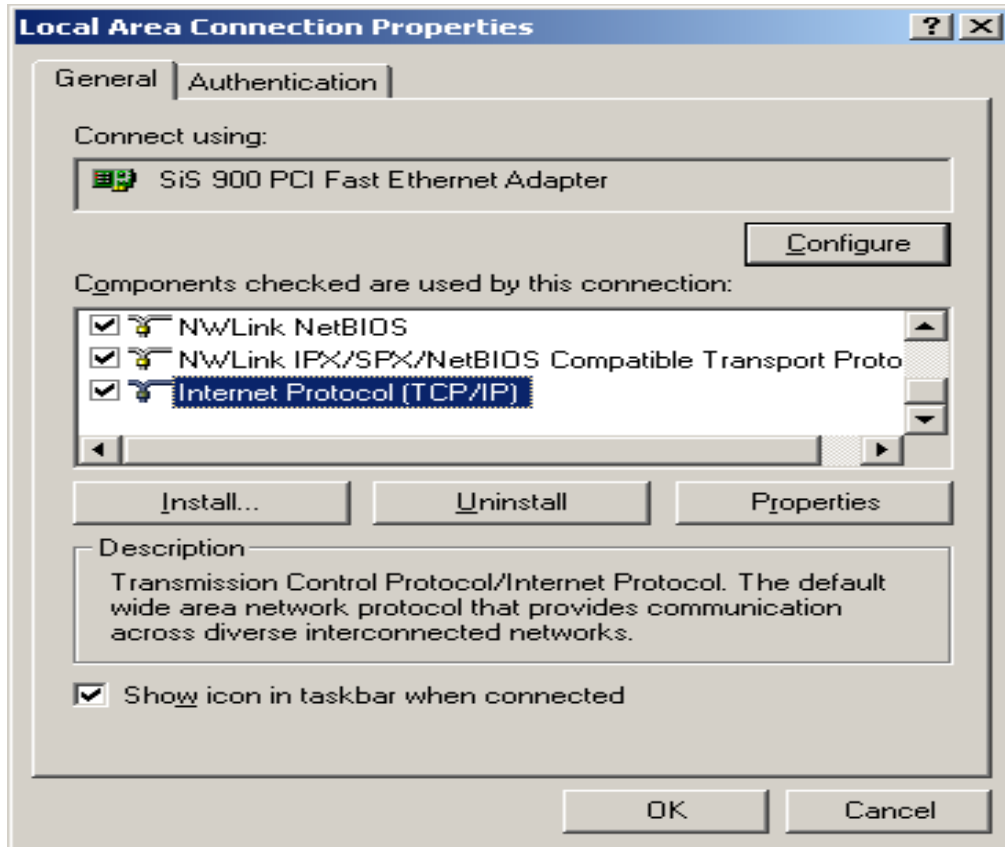 Local Area Connection Properties
General
Authentication
Connect using:
SiS 900 PCI Fast Ethernet Adapter
Configure
Components checked are used by this connection:
NWLink NetBIOS
NWLink IPX/SPX/NetBIOS Compatible Transport Proto
Internet Protocol (TCP/IP)
Install...
Uninstall
Properties
Description
Transmission Control Protocol/Internet Protocol. The default
wide area network protocol that provides communication
across diverse interconnected networks.
Show icon in taskbar when connected
OK
Cancel